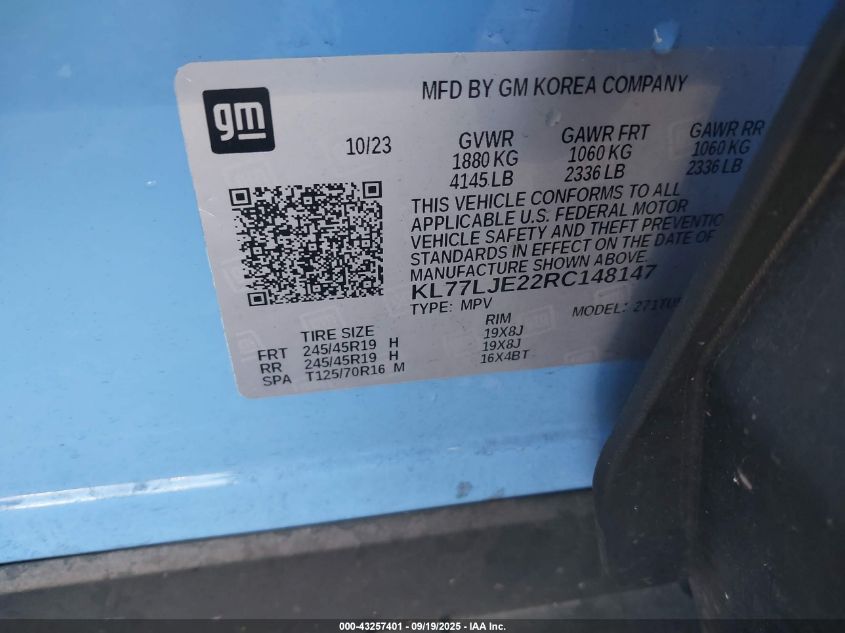 gm
MFD BY GM KOREA COMPANY
10/23
GVWR GAWR FRT GAWR RR
1880 KG 1060 KG 1060 KG
4145 LB 2336 LB 2336 LB
THIS VEHICLE CONFORMS TO ALL
APPLICABLE U.S. FEDERAL MOTOR
VEHICLE SAFETY AND THEFT PREVENTIO
STANDARDS IN EFFECT ON THE DATE OF
MANUFACTURE SHOWN ABOVE.
KL77LJE22RC148147
TYPE: MPV MODEL: 271TU
TIRE SIZE RIM
FRT 245/45R19 H 19X8J
RR 245/45R19 H 19X8J
SPA T125/70R16 M 16X4BT
000-43257401 - 09/19/2025 - IAA Inc.